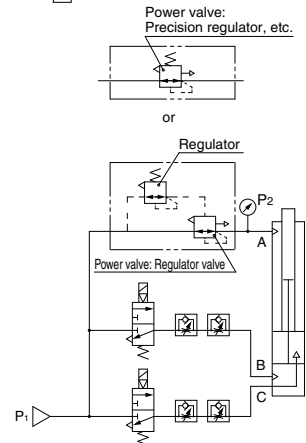 Power valve:
Precision regulator, etc.
or
Regulator
P2
A
Power valve: Regulator valve
B
C
P1